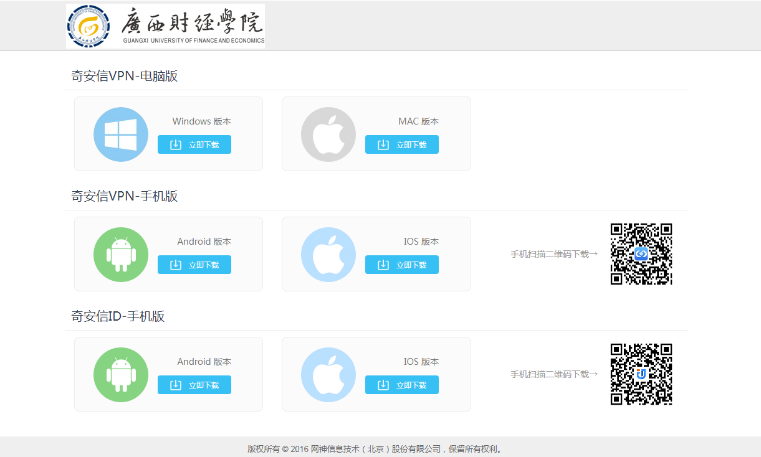 廣西財經學院
GUANGXI UNIVERSITY OF FINANCE AND ECONOMICS
奇安信VPN-电脑版
Windows 版本
立即下载
MAC 版本
立即下载
奇安信VPN-手机版
Android 版本
立即下载
IOS 版本
立即下载
手机扫描二维码下载→
奇安信ID-手机版
Android 版本
立即下载
IOS 版本
立即下载
手机扫描二维码下载→
版权所有 © 2016 网神信息技术（北京）股份有限公司，保留所有权利。